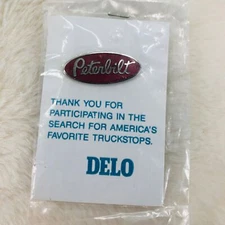 Peterbilt
THANK YOU FOR
PARTICIPATING IN THE
SEARCH FOR AMERICA'S
FAVORITE TRUCKSTOPS.
DELO